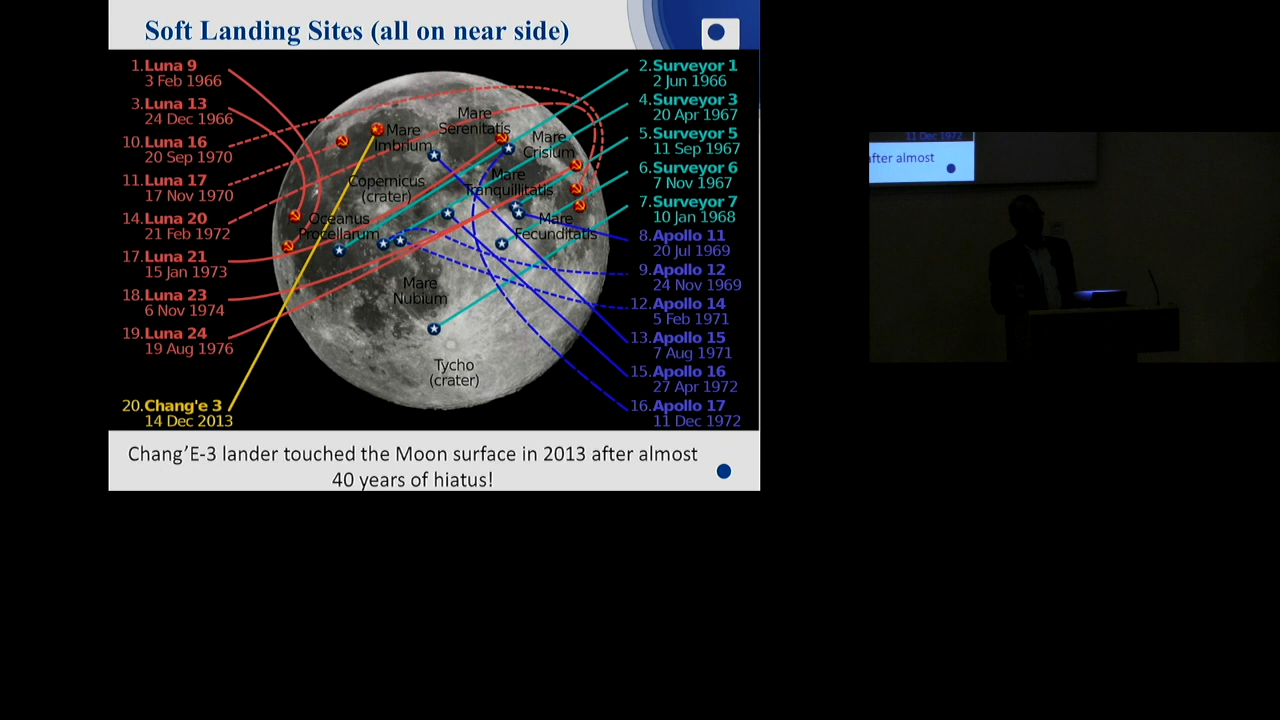 Soft Landing Sites (all on near side)
1. Luna 9
3 Feb 1966
3. Luna 13
24 Dec 1966
10. Luna 16
20 Sep 1970
11. Luna 17
17 Nov 1970
14. Luna 20
21 Feb 1972
17. Luna 21
15 Jan 1973
18. Luna 23
6 Nov 1974
19. Luna 24
19 Aug 1976
20. Chang'e 3
14 Dec 2013
Mare
Serenitatis
Mare
Imbrium
Mare
Crisium
Copernicus
(crater)
Mare
Tranquillitatis
Oceanus
Procellarum
Mare
Fecunditatis
Mare
Nubium
Tycho
(crater)
2. Surveyor 1
2 Jun 1966
4. Surveyor 3
20 Apr 1967
5. Surveyor 5
11 Sep 1967
6. Surveyor 6
7 Nov 1967
7. Surveyor 7
10 Jan 1968
8. Apollo 11
20 Jul 1969
9. Apollo 12
24 Nov 1969
12. Apollo 14
5 Feb 1971
13. Apollo 15
7 Aug 1971
15. Apollo 16
27 Apr 1972
16. Apollo 17
11 Dec 1972
Chang'E-3 lander touched the Moon surface in 2013 after almost
40 years of hiatus!
11 Dec 1972
after almost